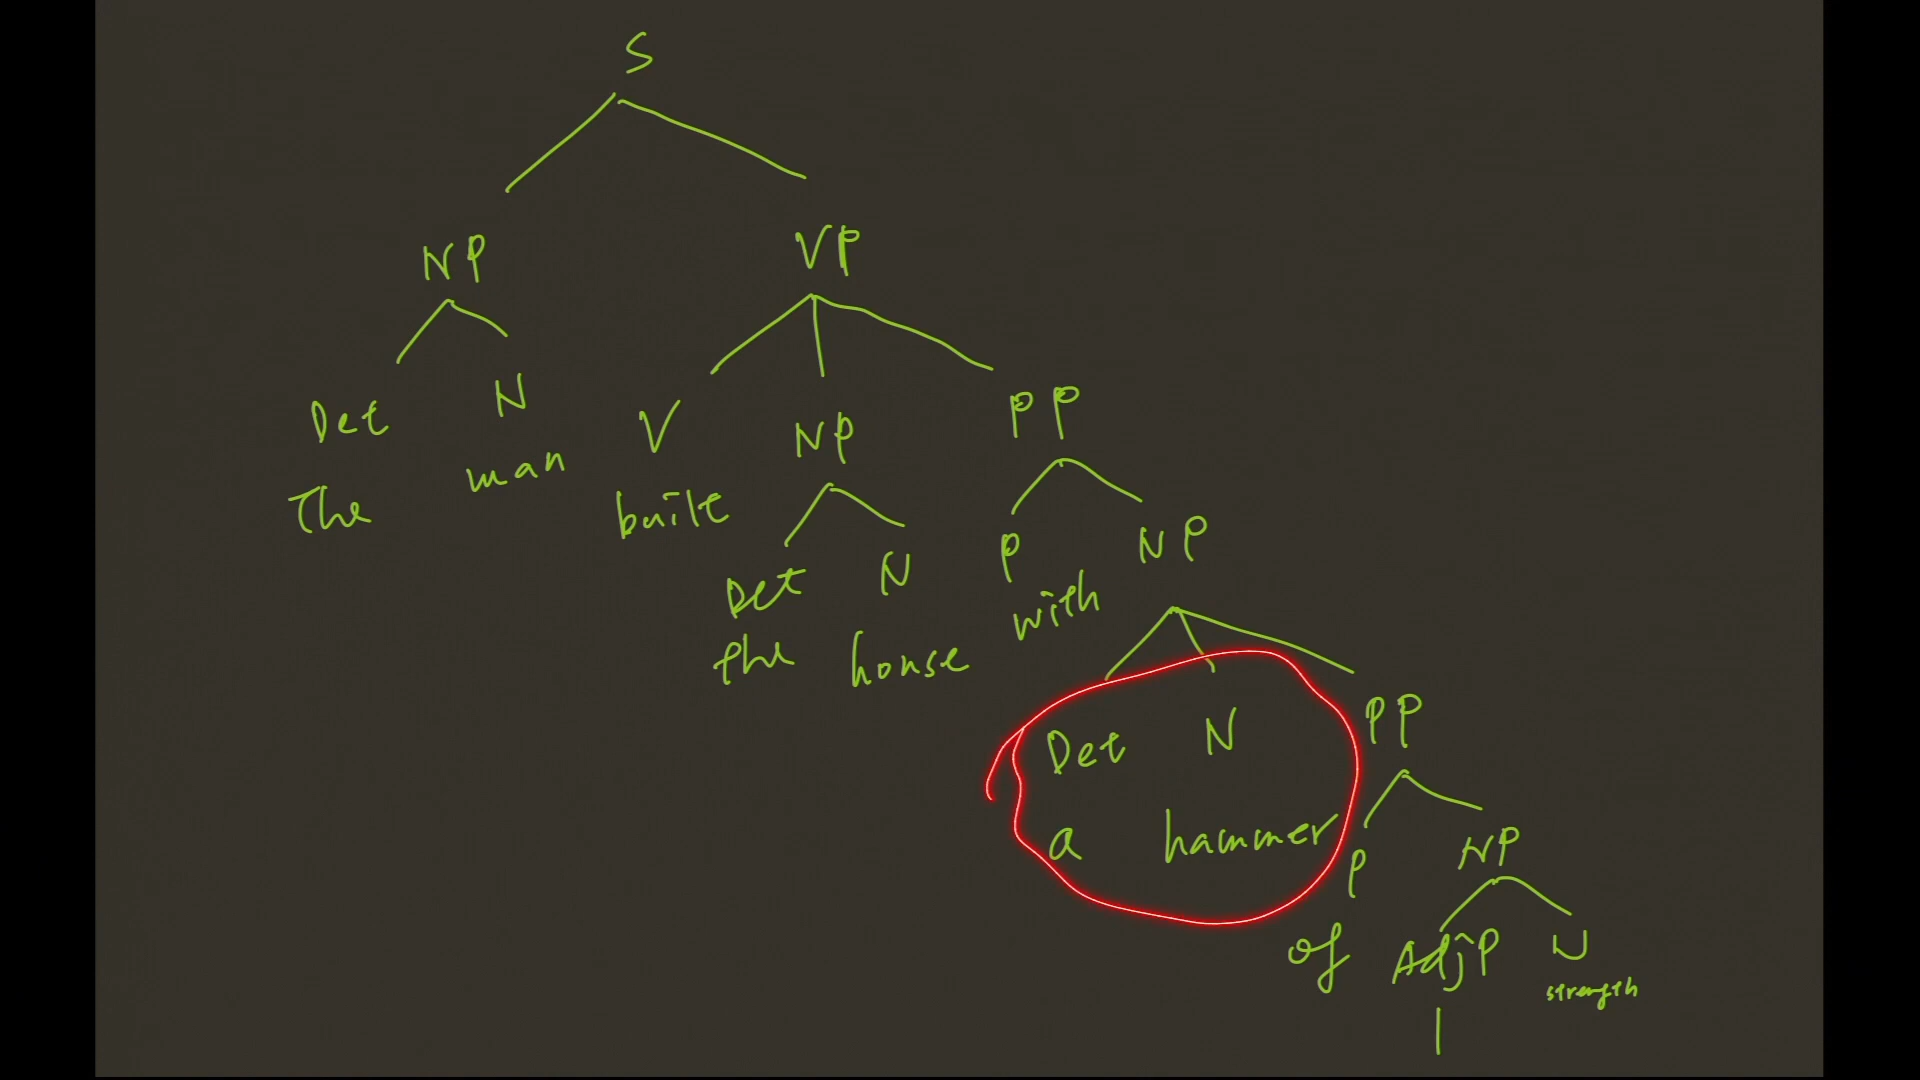 S
NP VP
Det N V NP PP
The man built Det N P NP
the house with
Det N PP
a hammer P NP
of AdjP N
strength